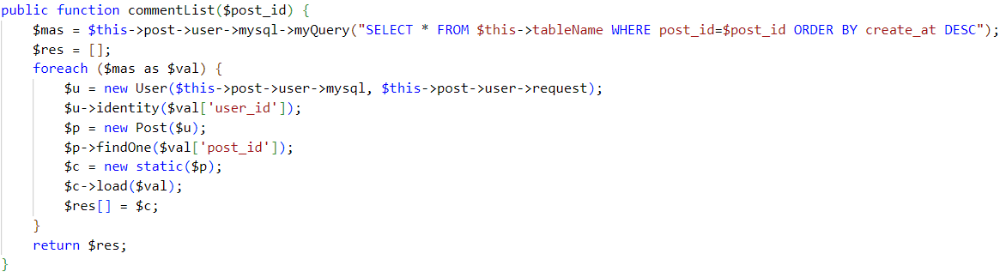 public function commentList($post_id) {
    $mas = $this->post->user->mysql->myQuery("SELECT * FROM $this->tableName WHERE post_id=$post_id ORDER BY create_at DESC");
    $res = [];
    foreach ($mas as $val) {
        $u = new User($this->post->user->mysql, $this->post->user->request);
        $u->identity($val['user_id']);
        $p = new Post($u);
        $p->findOne($val['post_id']);
        $c = new static($p);
        $c->load($val);
        $res[] = $c;
    }
    return $res;
}